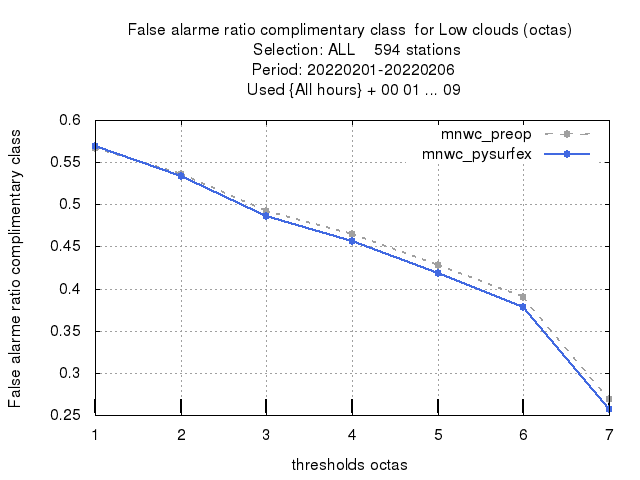 False alarme ratio complimentary class  for Low clouds (octas)
Selection: ALL    594 stations
Period: 20220201-20220206
Used {All hours} + 00 01 ... 09
mnwc_preop
mnwc_pysurfex
False alarme ratio complimentary class
0.6
0.55
0.5
0.45
0.4
0.35
0.3
0.25
1 2 3 4 5 6 7
thresholds octas